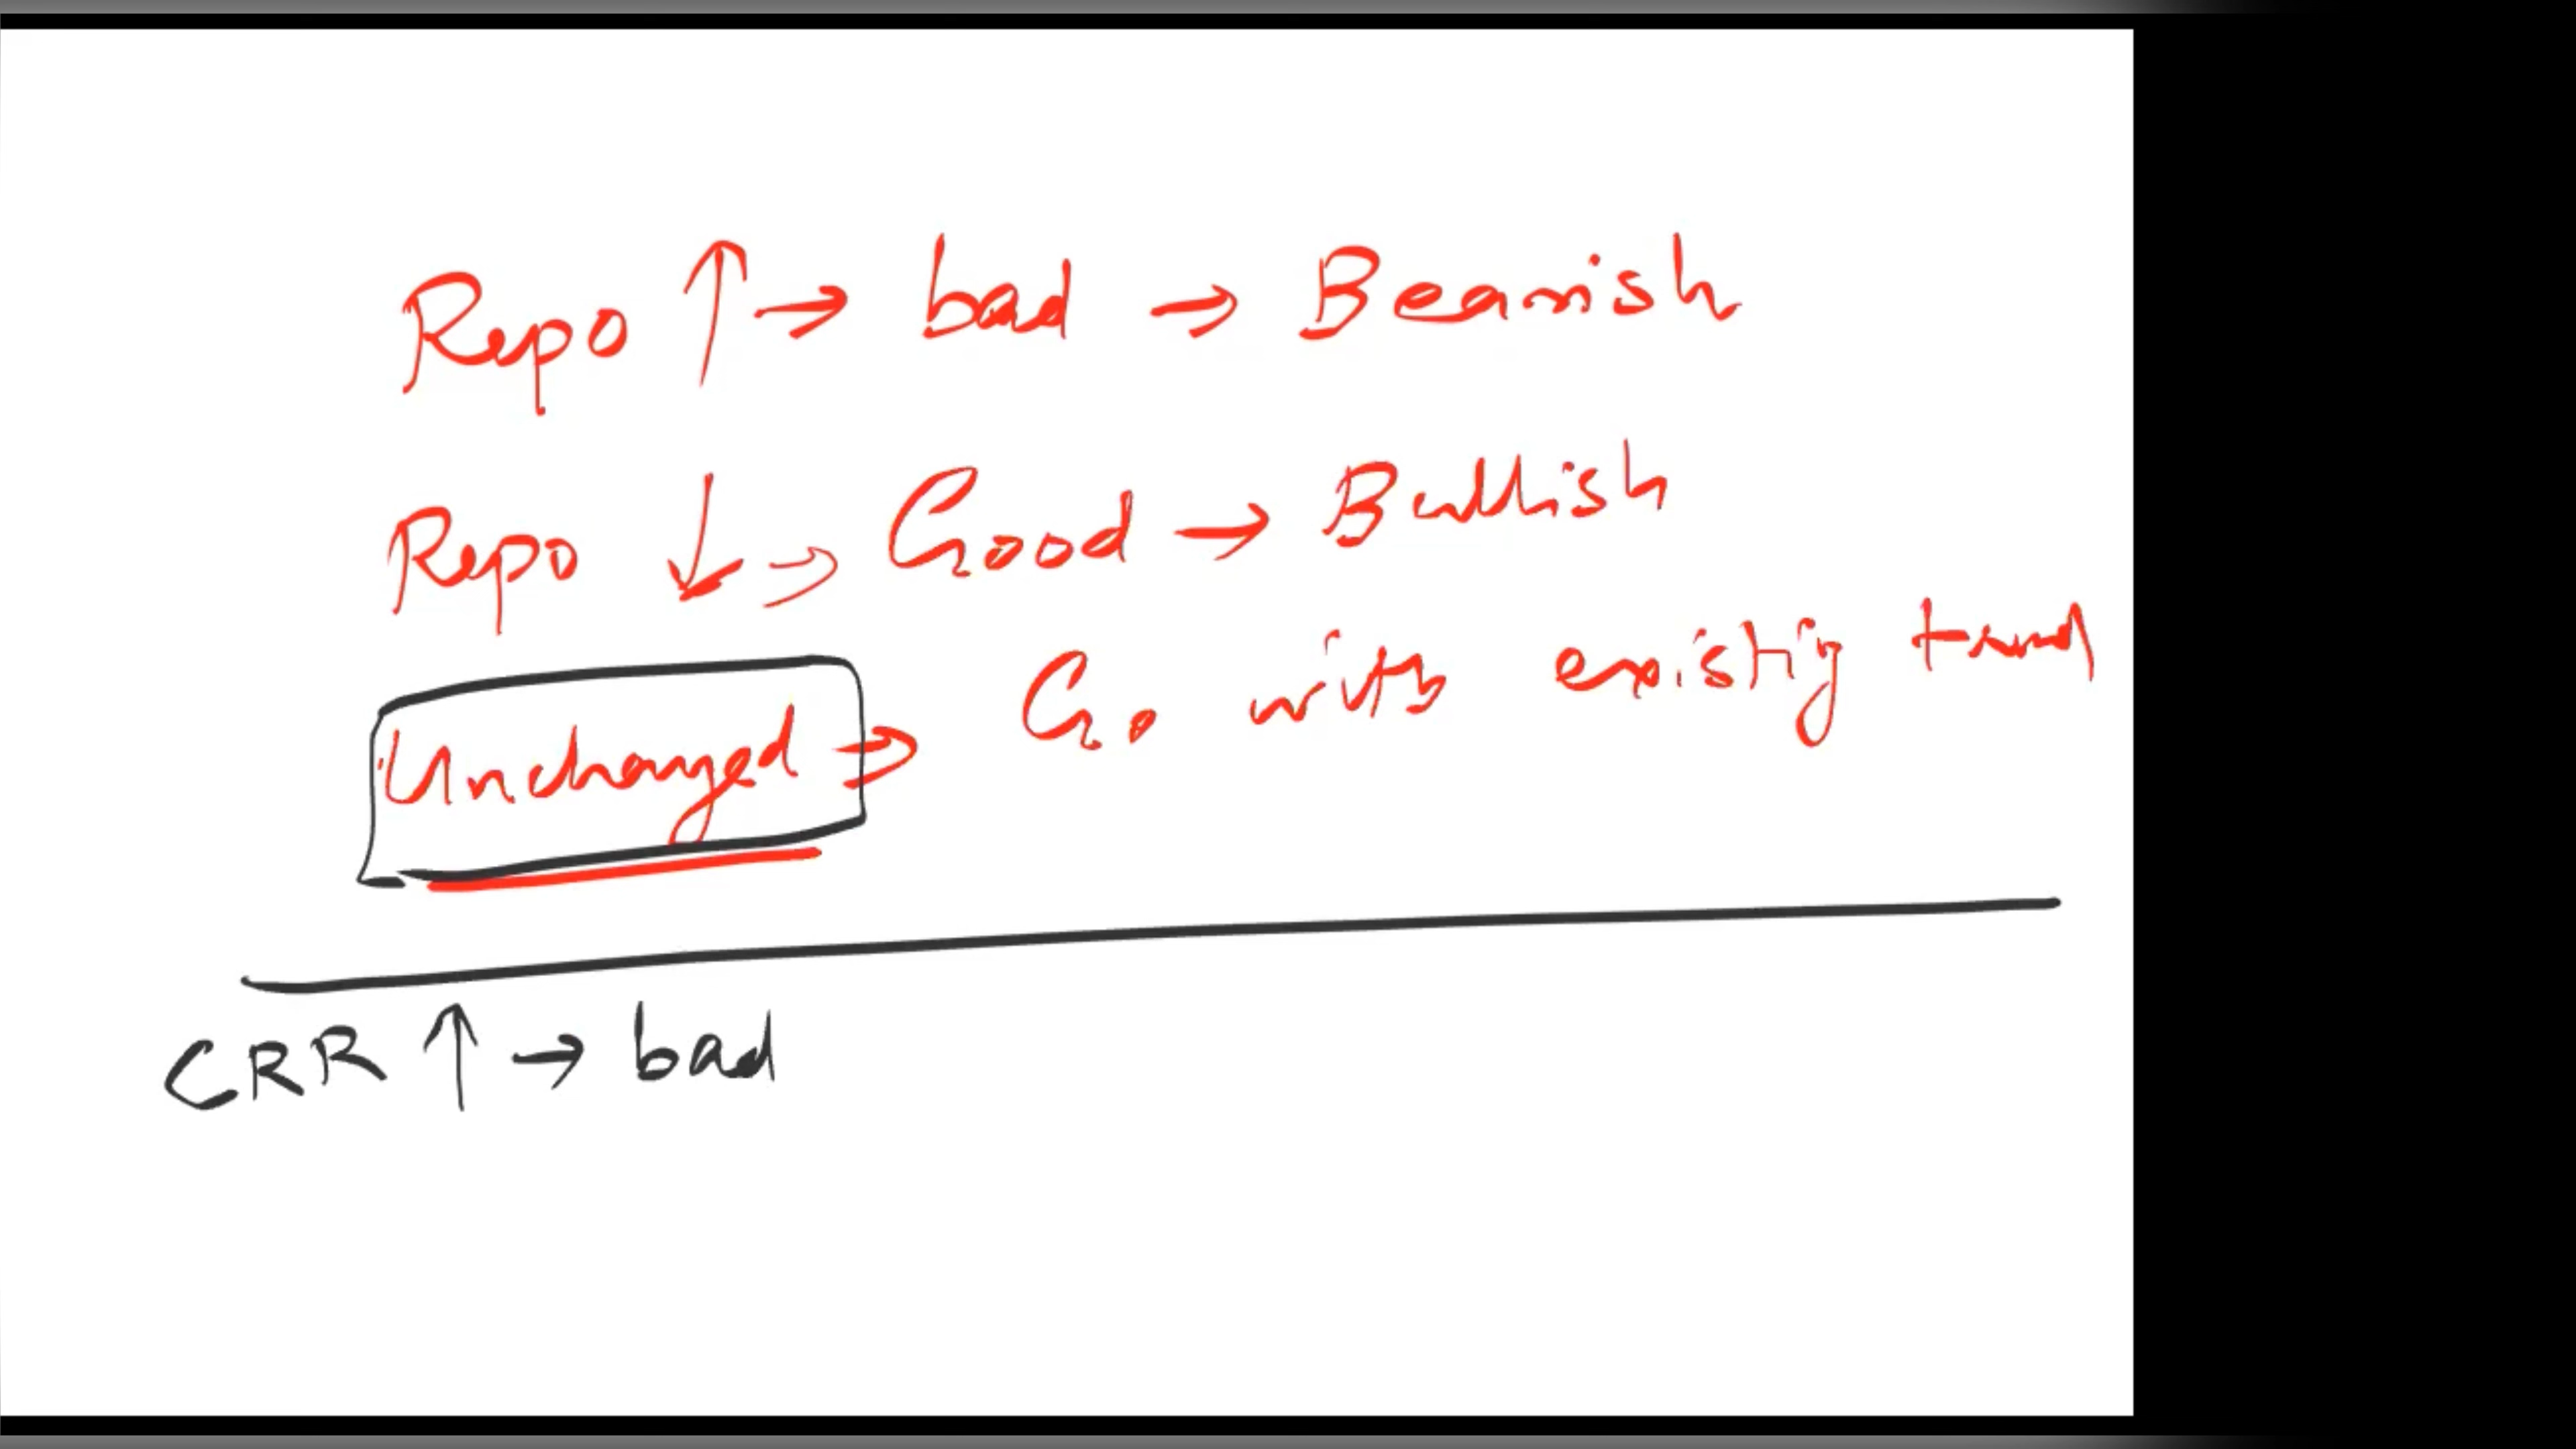 Repo ↑ → bad → Bearish
Repo ↓ → Good → Bullish
Unchanged → Go with existing trend
CRR ↑ → bad